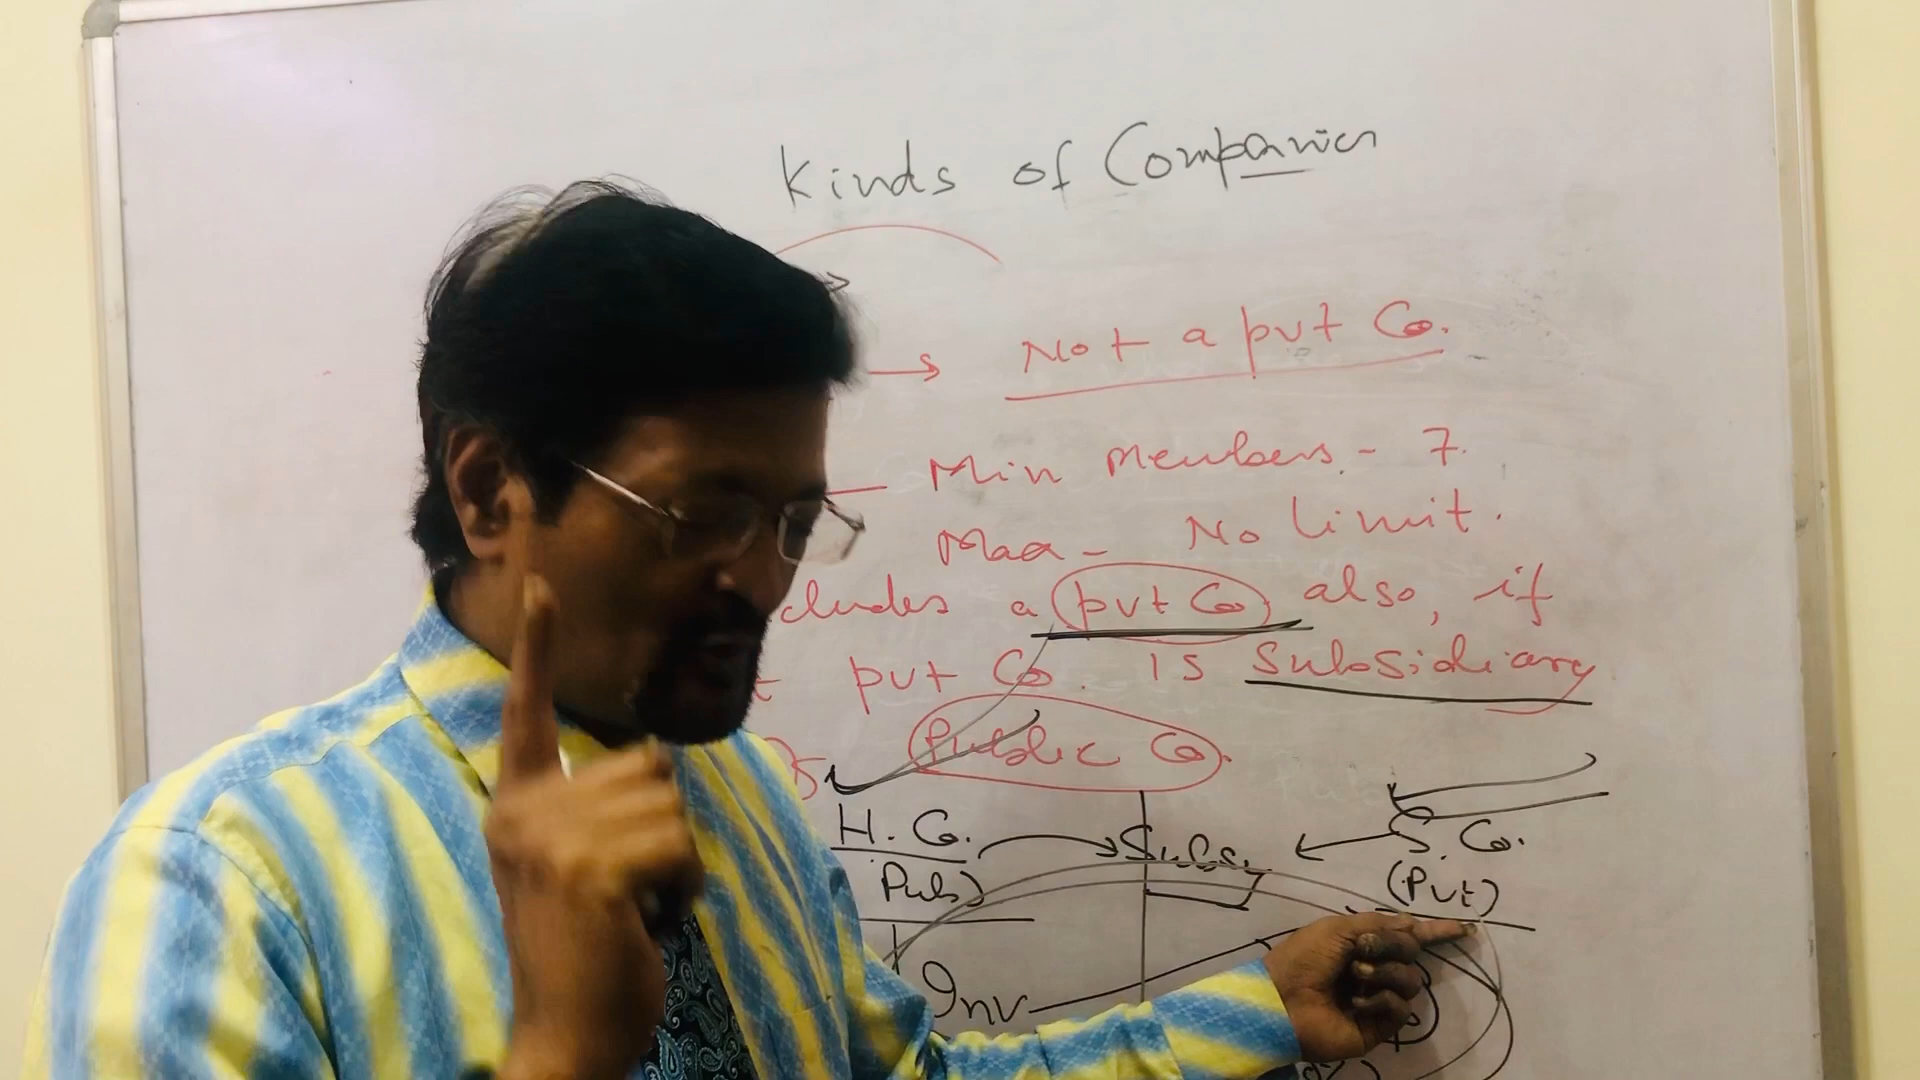 Kinds of Companies
Not a pvt Co.
Min members - 7.
Max - No limit.
cludes a pvt Co also, if
t pvt Co. is subsidiary
Public Co.
H. Co. Subsy S. Co.
(Pub) (Pvt)
Inv